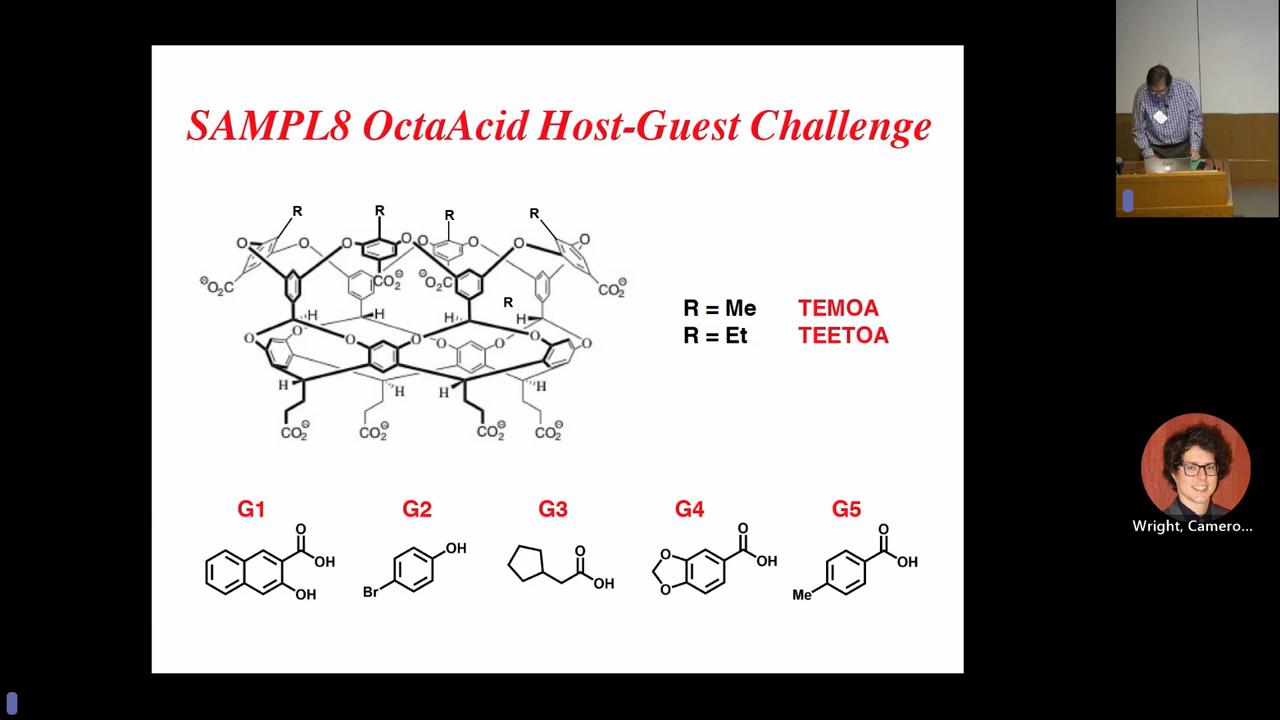 SAMPL8 OctaAcid Host-Guest Challenge
R R R R
O O O O O O O O
⊖O₂C CO₂⊖ ⊖O₂C CO₂⊖
R
H H H H
O O O O O O O O
H H H H
CO₂⊖ CO₂⊖ CO₂⊖ CO₂⊖
R = Me TEMOA
R = Et TEETOA
G1 G2 G3 G4 G5
O
OH
OH
OH
Br
O
OH
O
OH
O
O
O
OH
Me
Wright, Camero...